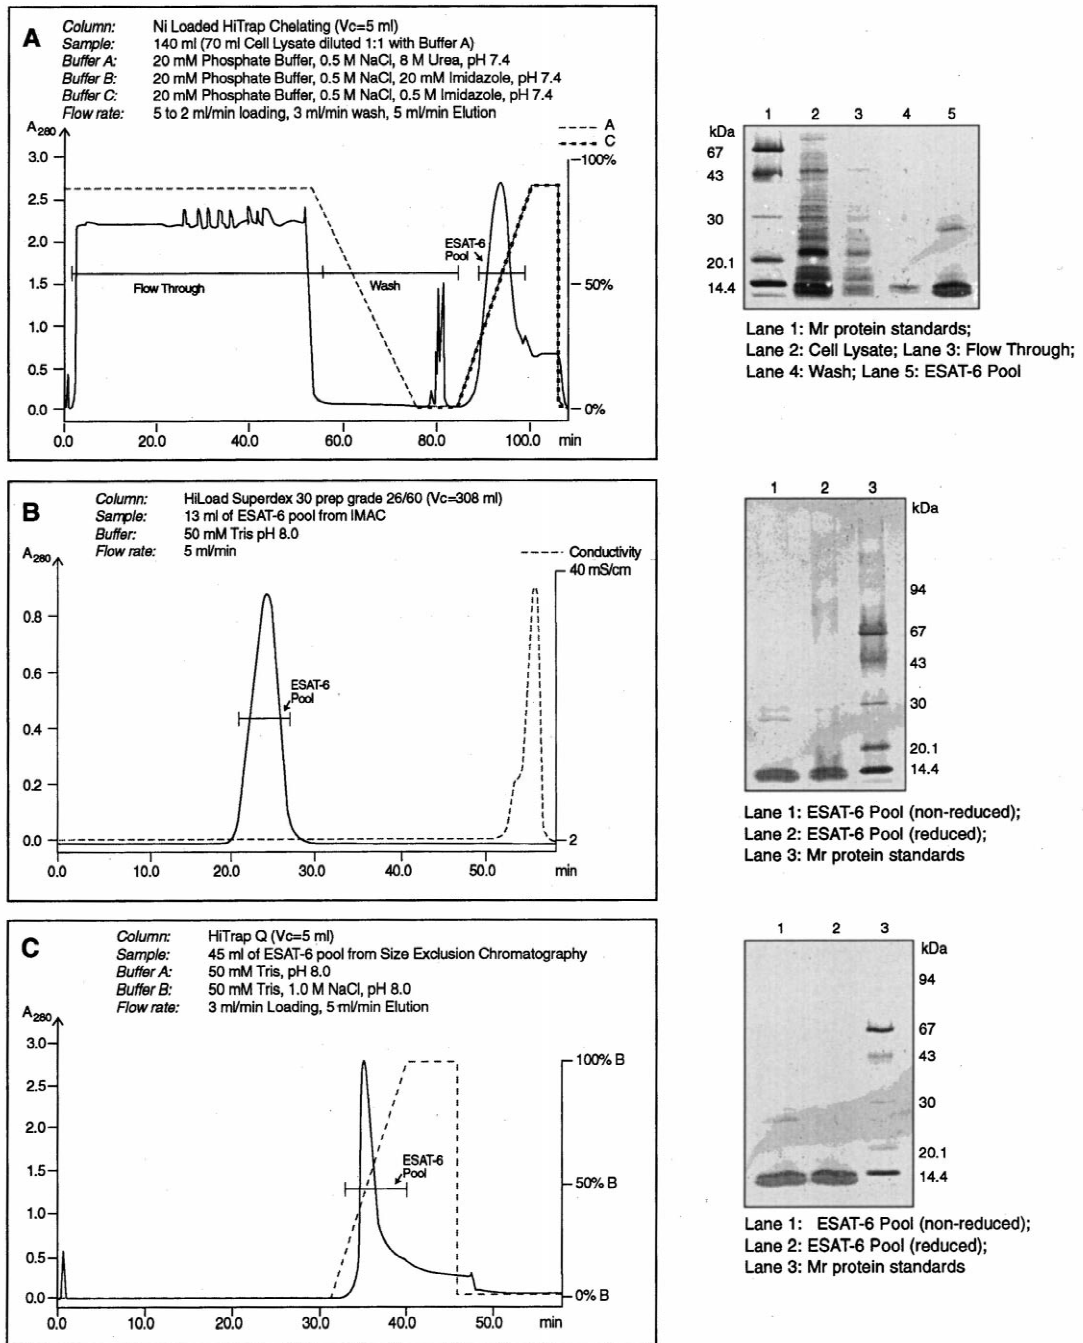 A
Column: Ni Loaded HiTrap Chelating (Vc=5 ml)
Sample: 140 ml (70 ml Cell Lysate diluted 1:1 with Buffer A)
Buffer A: 20 mM Phosphate Buffer, 0.5 M NaCl, 8 M Urea, pH 7.4
Buffer B: 20 mM Phosphate Buffer, 0.5 M NaCl, 20 mM Imidazole, pH 7.4
Buffer C: 20 mM Phosphate Buffer, 0.5 M NaCl, 0.5 M Imidazole, pH 7.4
Flow rate: 5 to 2 ml/min loading, 3 ml/min wash, 5 ml/min Elution
A280
A
C
3.0
2.5
2.0
1.5
1.0
0.5
0.0
100%
50%
0%
ESAT-6
Pool
Flow Through
Wash
0.0 20.0 40.0 60.0 80.0 100.0 min
1 2 3 4 5
kDa
67
43
30
20.1
14.4
Lane 1: Mr protein standards;
Lane 2: Cell Lysate; Lane 3: Flow Through;
Lane 4: Wash; Lane 5: ESAT-6 Pool
B
Column: HiLoad Superdex 30 prep grade 26/60 (Vc=308 ml)
Sample: 13 ml of ESAT-6 pool from IMAC
Buffer: 50 mM Tris pH 8.0
Flow rate: 5 ml/min
A280
Conductivity
40 mS/cm
0.8
0.6
0.4
0.2
0.0
2
ESAT-6
Pool
0.0 10.0 20.0 30.0 40.0 50.0 min
1 2 3
kDa
94
67
43
30
20.1
14.4
Lane 1: ESAT-6 Pool (non-reduced);
Lane 2: ESAT-6 Pool (reduced);
Lane 3: Mr protein standards
C
Column: HiTrap Q (Vc=5 ml)
Sample: 45 ml of ESAT-6 pool from Size Exclusion Chromatography
Buffer A: 50 mM Tris, pH 8.0
Buffer B: 50 mM Tris, 1.0 M NaCl, pH 8.0
Flow rate: 3 ml/min Loading, 5 ml/min Elution
A280
3.0
2.5
2.0
1.5
1.0
0.5
0.0
100% B
50% B
0% B
ESAT-6
Pool
0.0 10.0 20.0 30.0 40.0 50.0 min
1 2 3
kDa
94
67
43
30
20.1
14.4
Lane 1: ESAT-6 Pool (non-reduced);
Lane 2: ESAT-6 Pool (reduced);
Lane 3: Mr protein standards